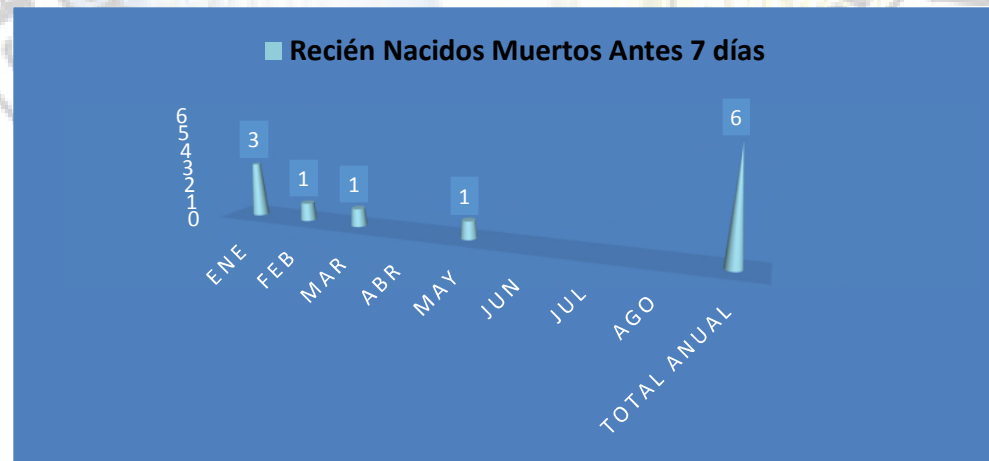 Recién Nacidos Muertos Antes 7 días
6
5
4
3
2
1
0
3
1
1
1
6
ENE
FEB
MAR
ABR
MAY
JUN
JUL
AGO
TOTAL ANUAL